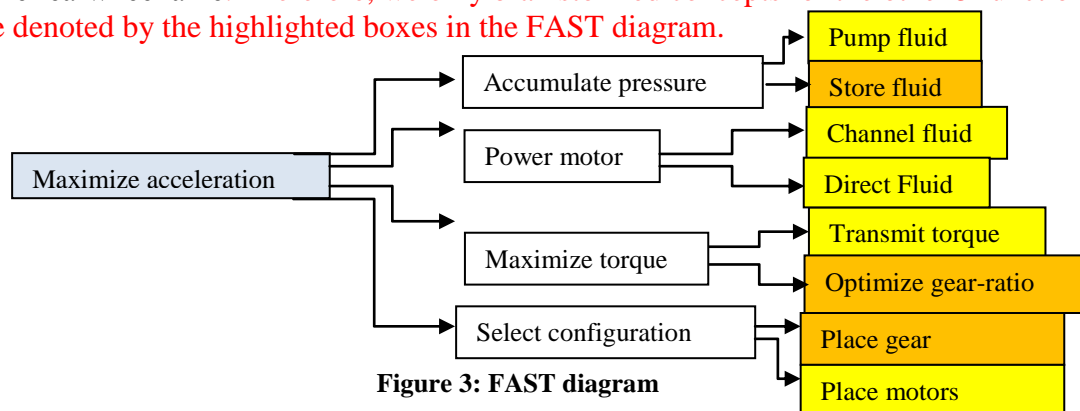 denoted by the highlighted boxes in the FAST diagram.
Pump fluid
Accumulate pressure
Store fluid
Channel fluid
Power motor
Maximize acceleration
Direct Fluid
Transmit torque
Maximize torque
Optimize gear-ratio
Select configuration
Place gear
Figure 3: FAST diagram
Place motors